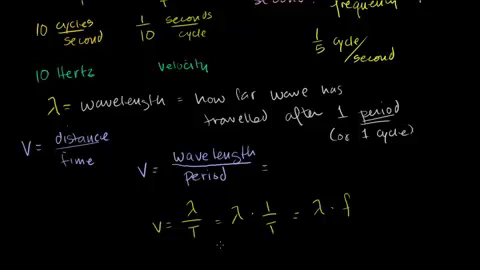 frequency
10 cycles/second 1/10 seconds/cycle
1/5 cycle/second
10 Hertz velocity
λ = wavelength = how far wave has
travelled after 1 period
(or 1 cycle)
V = distance/time
V = wavelength/period =
V = λ/T = λ · 1/T = λ · f